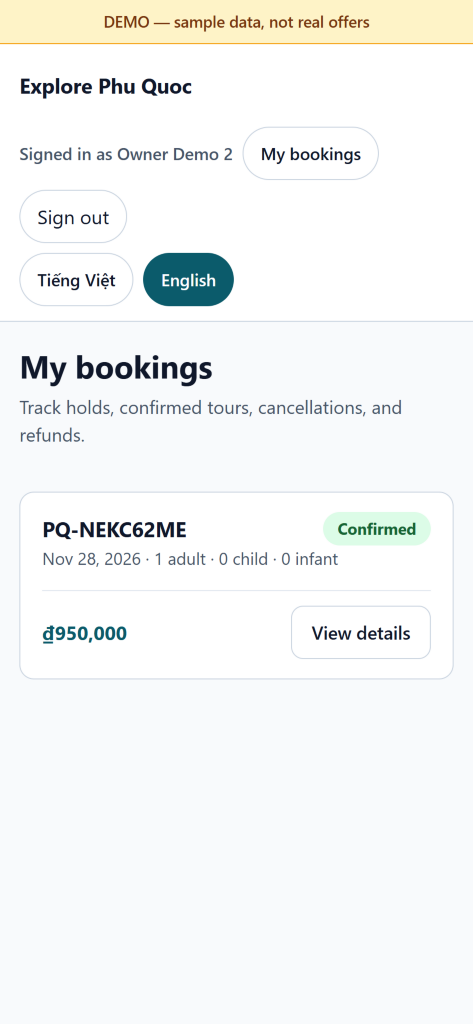 DEMO — sample data, not real offers
Explore Phu Quoc
Signed in as Owner Demo 2
My bookings
Sign out
Tiếng Việt
English
My bookings
Track holds, confirmed tours, cancellations, and
refunds.
PQ-NEKC62ME
Confirmed
Nov 28, 2026 · 1 adult · 0 child · 0 infant
₫950,000
View details